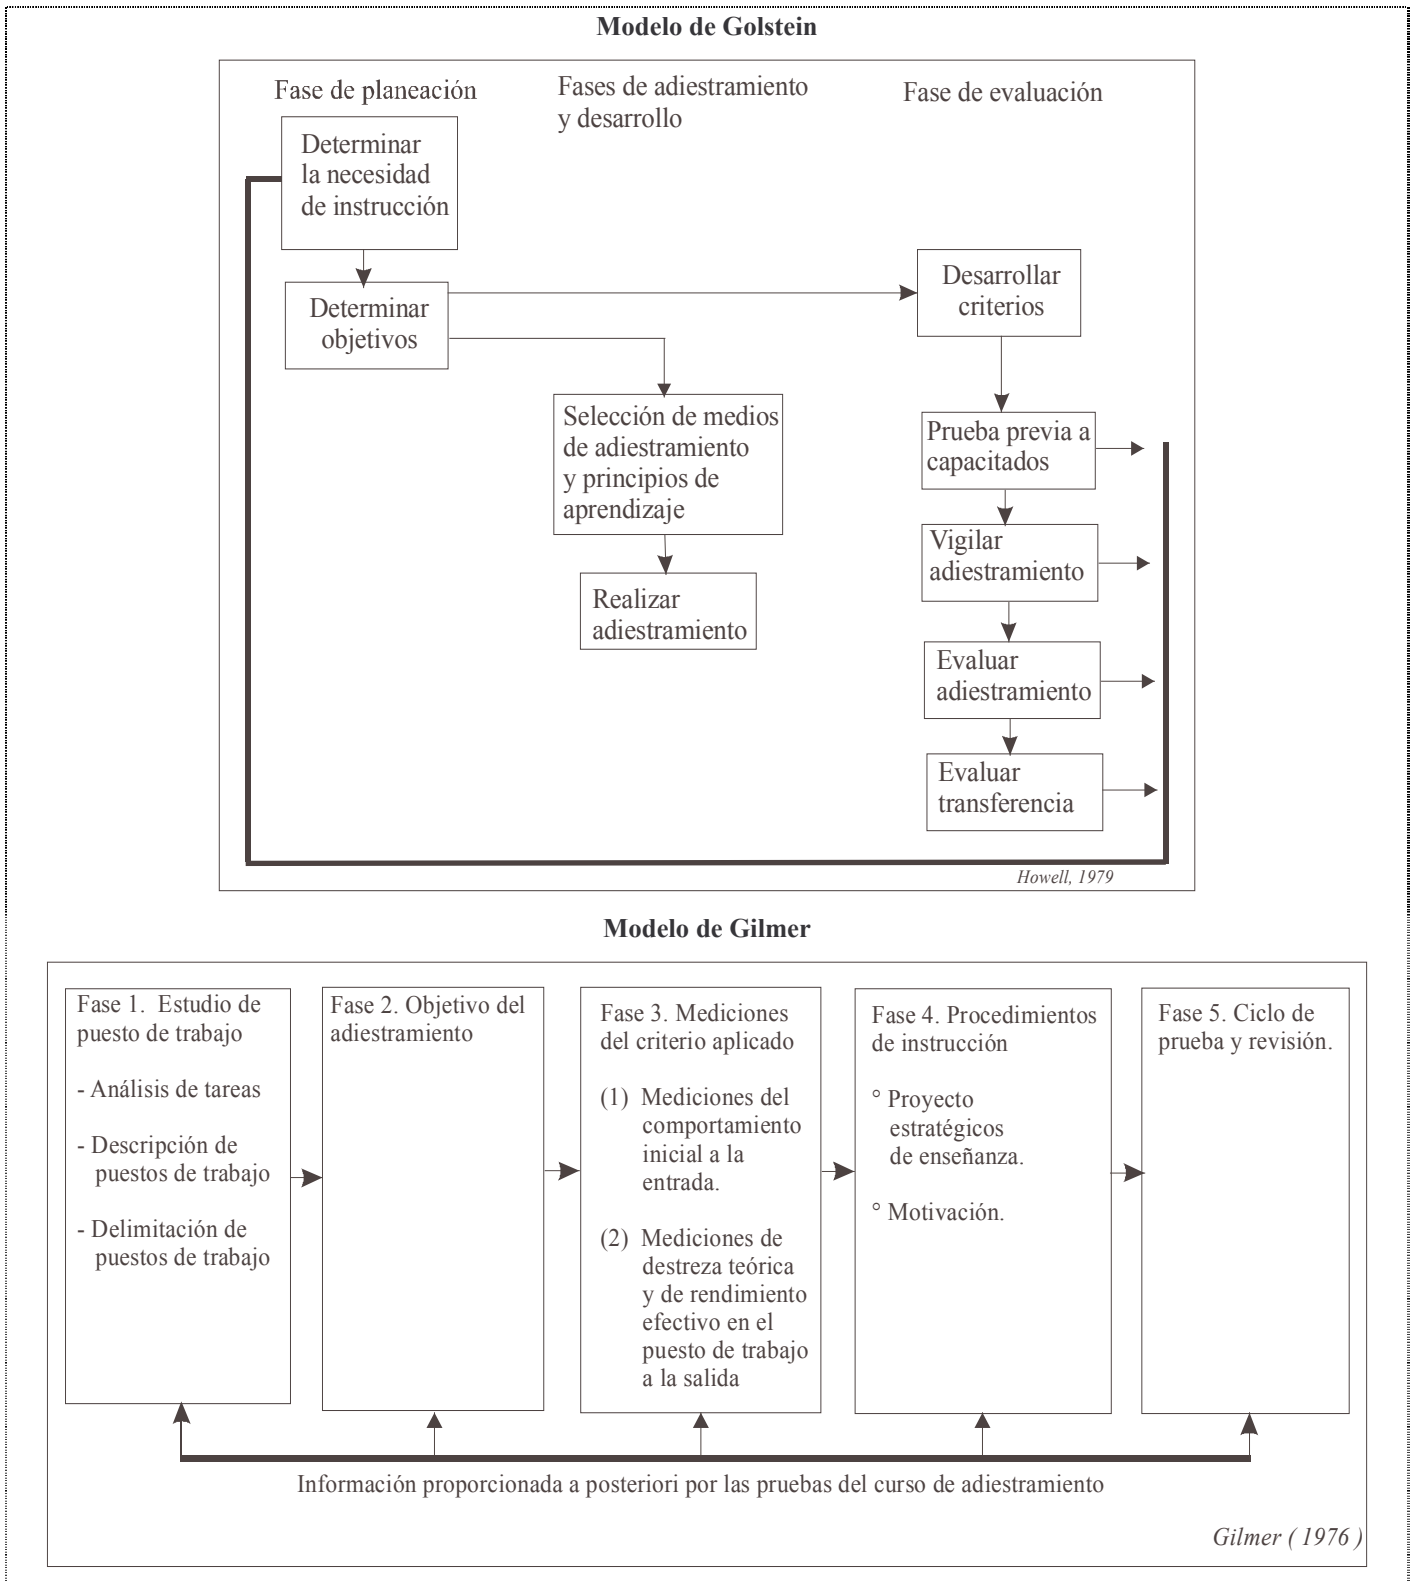 Modelo de Golstein
Fase de planeación
Fases de adiestramiento
y desarrollo
Fase de evaluación
Determinar
la necesidad
de instrucción
Determinar
objetivos
Desarrollar
criterios
Selección de medios
de adiestramiento
y principios de
aprendizaje
Realizar
adiestramiento
Prueba previa a
capacitados
Vigilar
adiestramiento
Evaluar
adiestramiento
Evaluar
transferencia
Howell, 1979
Modelo de Gilmer
Fase 1. Estudio de
puesto de trabajo
- Análisis de tareas
- Descripción de
puestos de trabajo
- Delimitación de
puestos de trabajo
Fase 2. Objetivo del
adiestramiento
Fase 3. Mediciones
del criterio aplicado
(1) Mediciones del
comportamiento
inicial a la
entrada.
(2) Mediciones de
destreza teórica
y de rendimiento
efectivo en el
puesto de trabajo
a la salida
Fase 4. Procedimientos
de instrucción
° Proyecto
estratégicos
de enseñanza.
° Motivación.
Fase 5. Ciclo de
prueba y revisión.
Información proporcionada a posteriori por las pruebas del curso de adiestramiento
Gilmer ( 1976 )